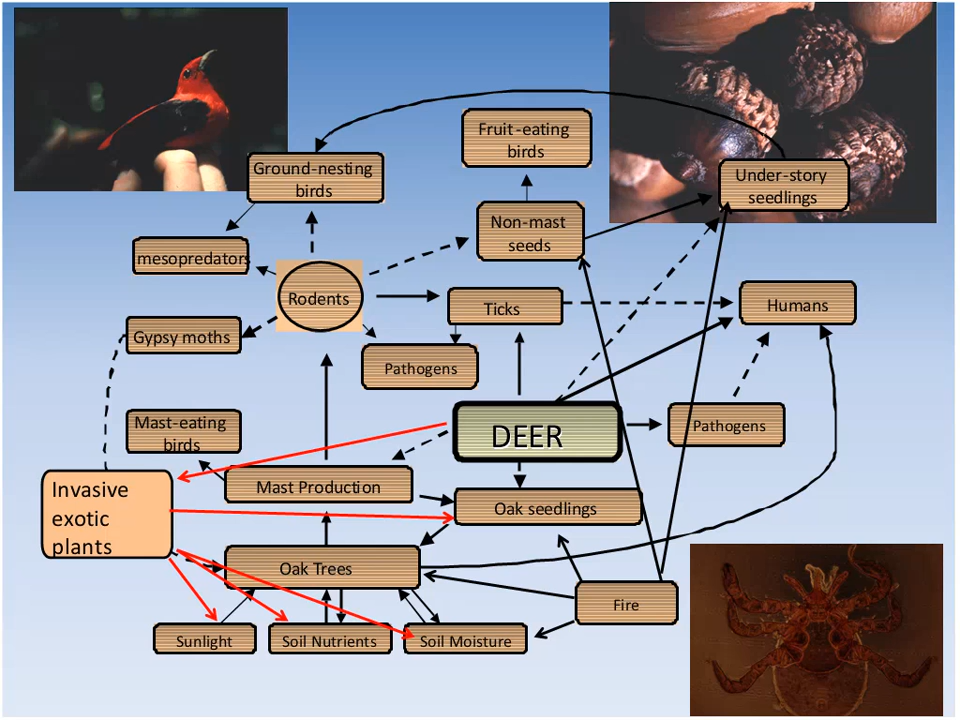 Fruit-eating
birds
Ground-nesting
birds
Under-story
seedlings
Non-mast
seeds
mesopredators
Rodents
Ticks
Humans
Gypsy moths
Pathogens
Mast-eating
birds
DEER
Pathogens
Mast Production
Invasive
exotic
plants
Oak seedlings
Oak Trees
Fire
Sunlight
Soil Nutrients
Soil Moisture